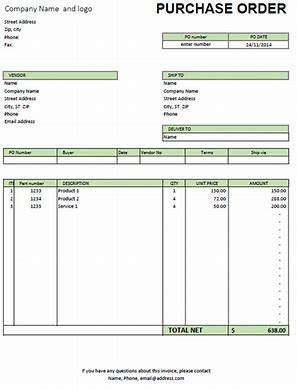 Company Name and logo
PURCHASE ORDER
Street Address
Zip, city
Phone:
Fax:
PO number PO DATE
enter number 24/11/2014
VENDOR SHIP TO
Name Name
Company Name Company Name
Street Address Street Address
City, ST ZIP City, ST ZIP
Phone Phone
Email Address
DELIVER TO
Name
PO Number Buyer Date Vendor No Terms Ship via
Part number DESCRIPTION QTY UNIT PRICE AMOUNT
1 1233 Product 1 1 150.00 150.00
2 1234 Product 2 4 72.00 288.00
3 1235 Service 1 4 50.00 200.00
TOTAL NET $ 638.00
If you have any questions about this invoice, please contact
Name, Phone, email@address.com